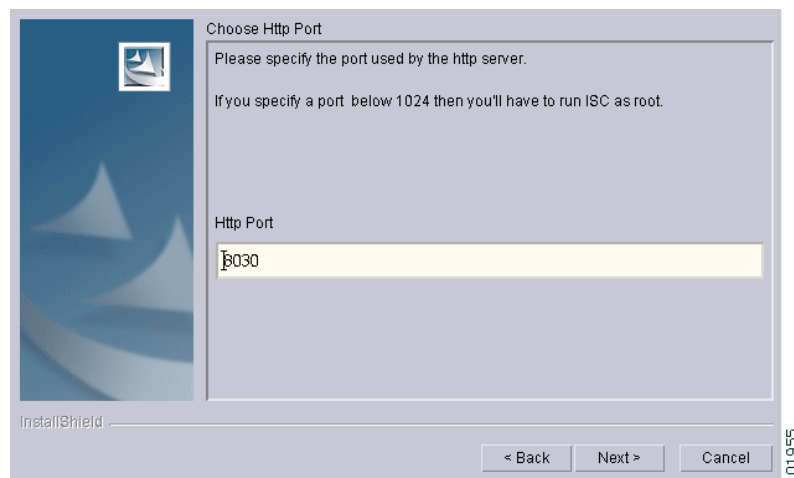 Choose Http Port
Please specify the port used by the http server.
If you specify a port below 1024 then you'll have to run ISC as root.
Http Port
8030
InstallShield
< Back
Next >
Cancel